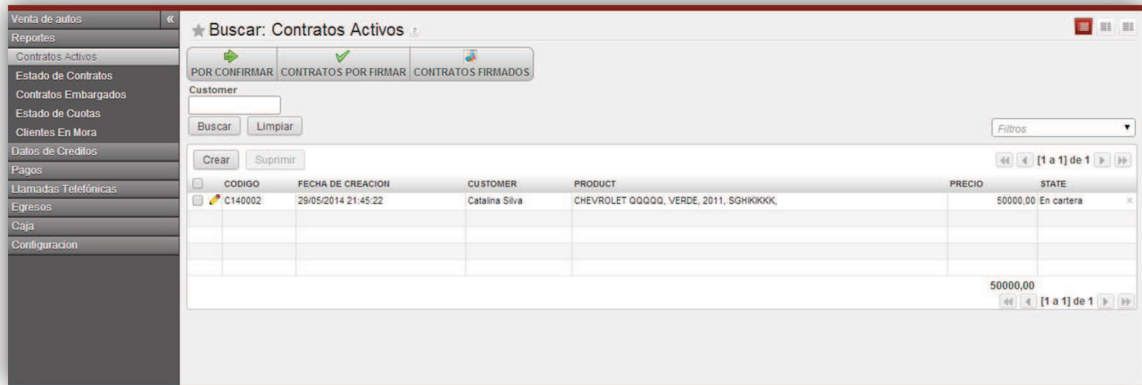 Venta de autos
Reportes
Contratos Activos
Estado de Contratos
Contratos Embargados
Estado de Cuotas
Clientes En Mora
Datos de Creditos
Pagos
Llamadas Telefónicas
Egresos
Caja
Configuracion
Buscar: Contratos Activos
POR CONFIRMAR CONTRATOS POR FIRMAR CONTRATOS FIRMADOS
Customer
Buscar Limpiar
Filtros
Crear Suprimir [1 a 1] de 1
CODIGO FECHA DE CREACION CUSTOMER PRODUCT PRECIO STATE
C140002 29/05/2014 21:45:22 Catalina Silva CHEVROLET QQQQQ, VERDE, 2011, SGHIKIKKK, 50000,00 En cartera
50000,00
[1 a 1] de 1